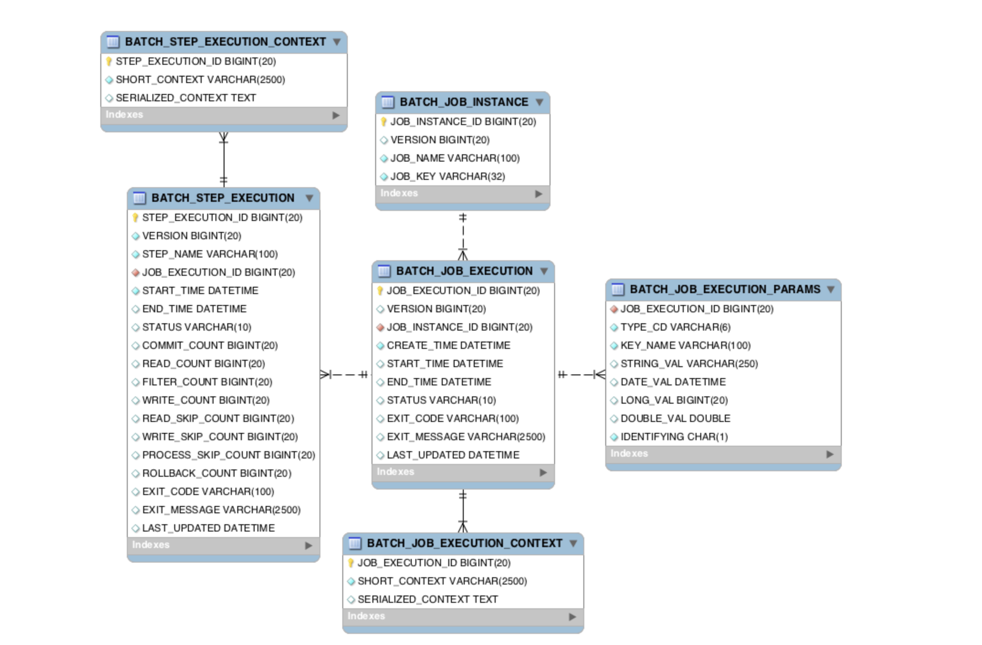 BATCH_STEP_EXECUTION_CONTEXT
STEP_EXECUTION_ID BIGINT(20)
SHORT_CONTEXT VARCHAR(2500)
SERIALIZED_CONTEXT TEXT
Indexes
BATCH_JOB_INSTANCE
JOB_INSTANCE_ID BIGINT(20)
VERSION BIGINT(20)
JOB_NAME VARCHAR(100)
JOB_KEY VARCHAR(32)
Indexes
BATCH_STEP_EXECUTION
STEP_EXECUTION_ID BIGINT(20)
VERSION BIGINT(20)
STEP_NAME VARCHAR(100)
JOB_EXECUTION_ID BIGINT(20)
START_TIME DATETIME
END_TIME DATETIME
STATUS VARCHAR(10)
COMMIT_COUNT BIGINT(20)
READ_COUNT BIGINT(20)
FILTER_COUNT BIGINT(20)
WRITE_COUNT BIGINT(20)
READ_SKIP_COUNT BIGINT(20)
WRITE_SKIP_COUNT BIGINT(20)
PROCESS_SKIP_COUNT BIGINT(20)
ROLLBACK_COUNT BIGINT(20)
EXIT_CODE VARCHAR(100)
EXIT_MESSAGE VARCHAR(2500)
LAST_UPDATED DATETIME
Indexes
BATCH_JOB_EXECUTION
JOB_EXECUTION_ID BIGINT(20)
VERSION BIGINT(20)
JOB_INSTANCE_ID BIGINT(20)
CREATE_TIME DATETIME
START_TIME DATETIME
END_TIME DATETIME
STATUS VARCHAR(10)
EXIT_CODE VARCHAR(100)
EXIT_MESSAGE VARCHAR(2500)
LAST_UPDATED DATETIME
Indexes
BATCH_JOB_EXECUTION_PARAMS
JOB_EXECUTION_ID BIGINT(20)
TYPE_CD VARCHAR(6)
KEY_NAME VARCHAR(100)
STRING_VAL VARCHAR(250)
DATE_VAL DATETIME
LONG_VAL BIGINT(20)
DOUBLE_VAL DOUBLE
IDENTIFYING CHAR(1)
Indexes
BATCH_JOB_EXECUTION_CONTEXT
JOB_EXECUTION_ID BIGINT(20)
SHORT_CONTEXT VARCHAR(2500)
SERIALIZED_CONTEXT TEXT
Indexes